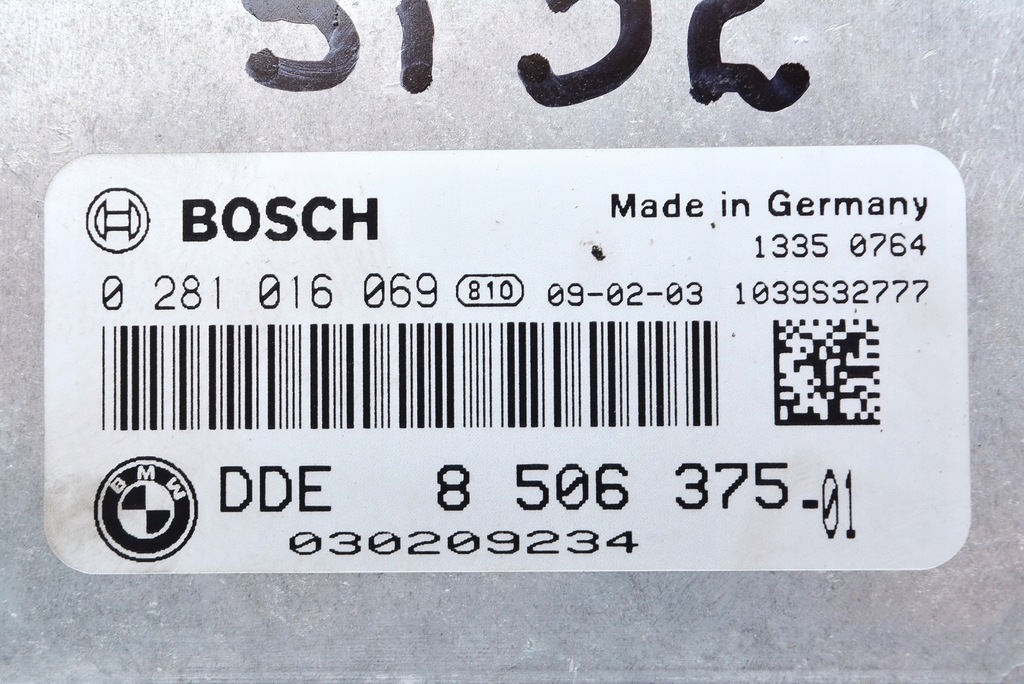 BOSCH
Made in Germany
1335 0764
0 281 016 069 810 09-02-03 1039S32777
BMW
DDE 8 506 375-01
030209234